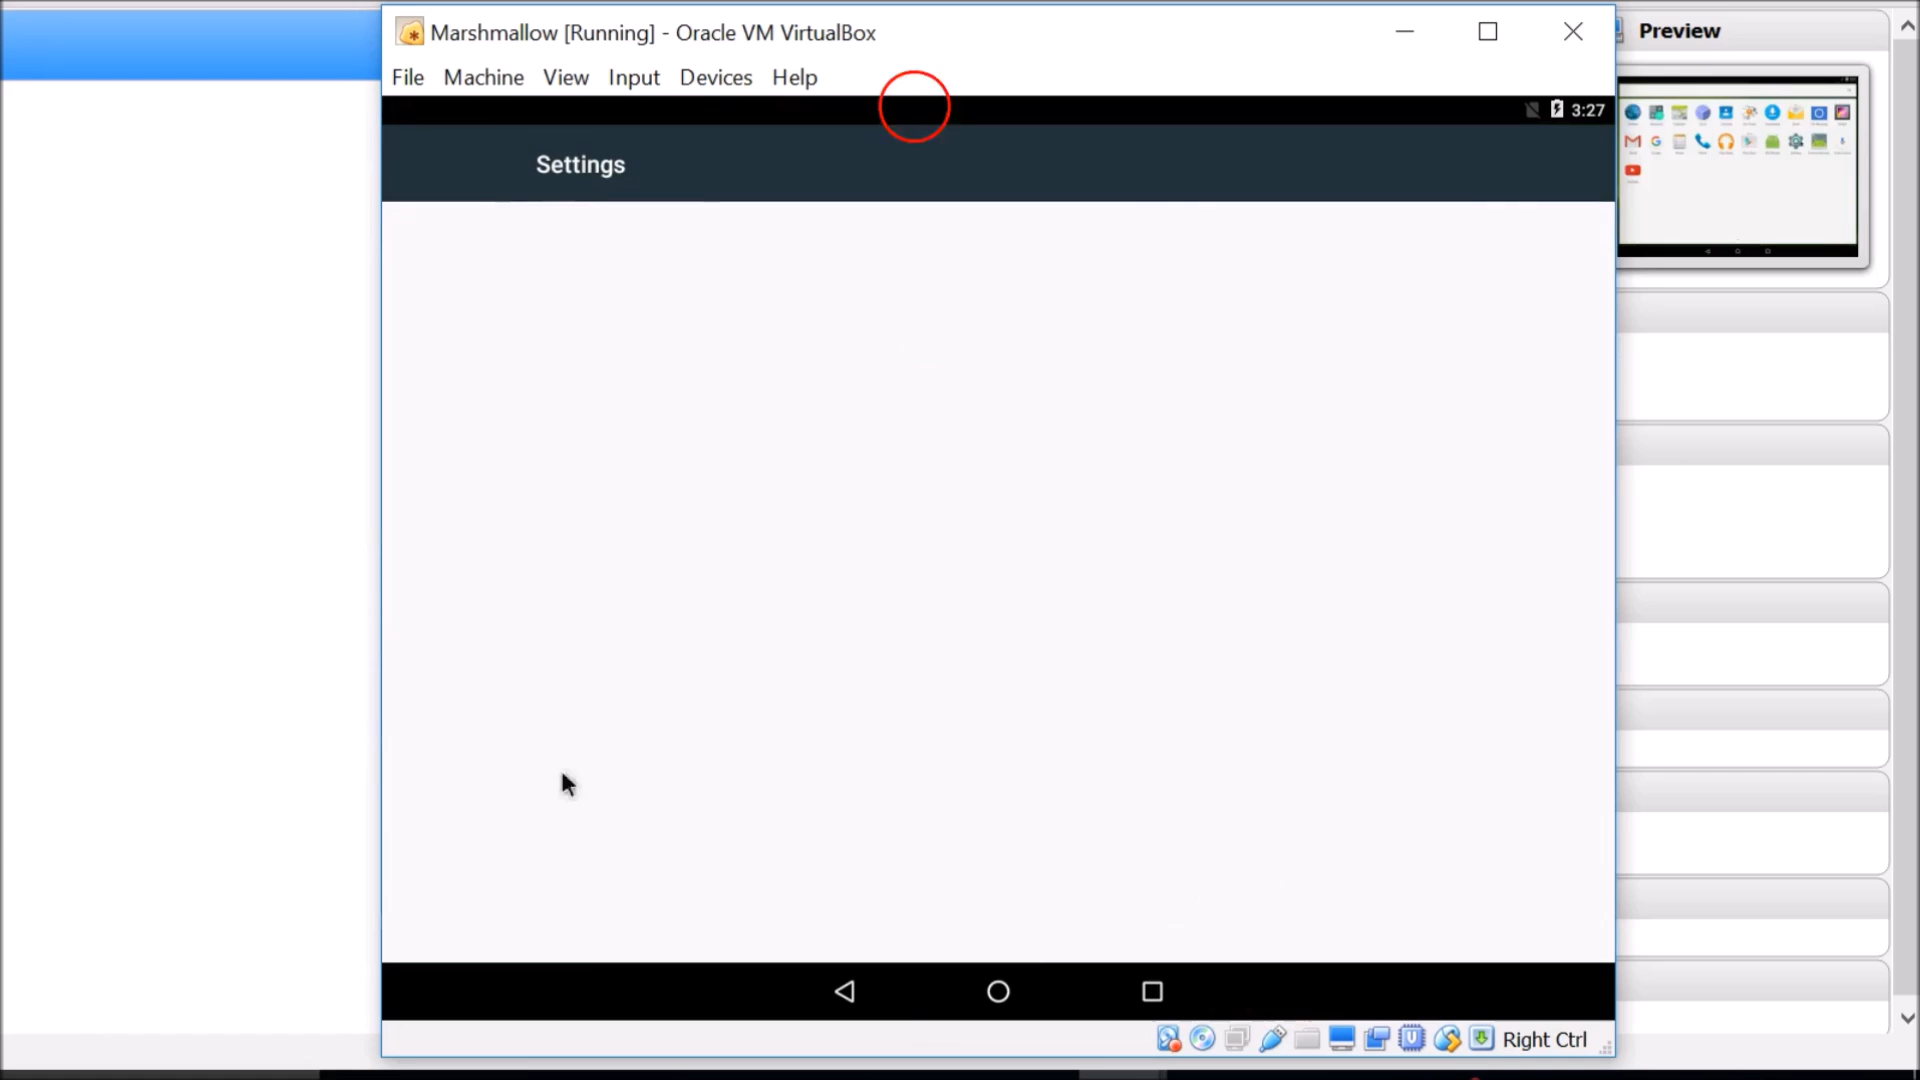 Marshmallow [Running] - Oracle VM VirtualBox
Preview
File Machine View Input Devices Help
3:27
Settings
Right Ctrl